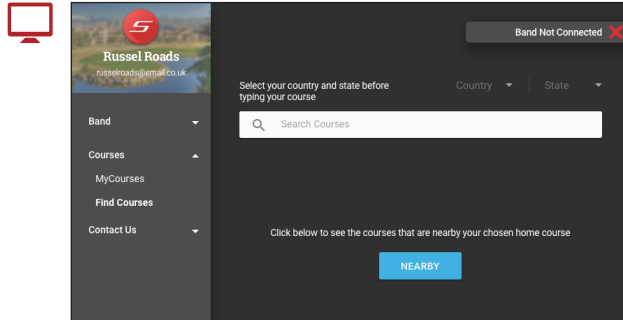 Russel Roads
russelroads@email.co.uk
Band
Courses
MyCourses
Find Courses
Contact Us
Band Not Connected
Select your country and state before
typing your course
Country
State
Search Courses
Click below to see the courses that are nearby your chosen home course
NEARBY